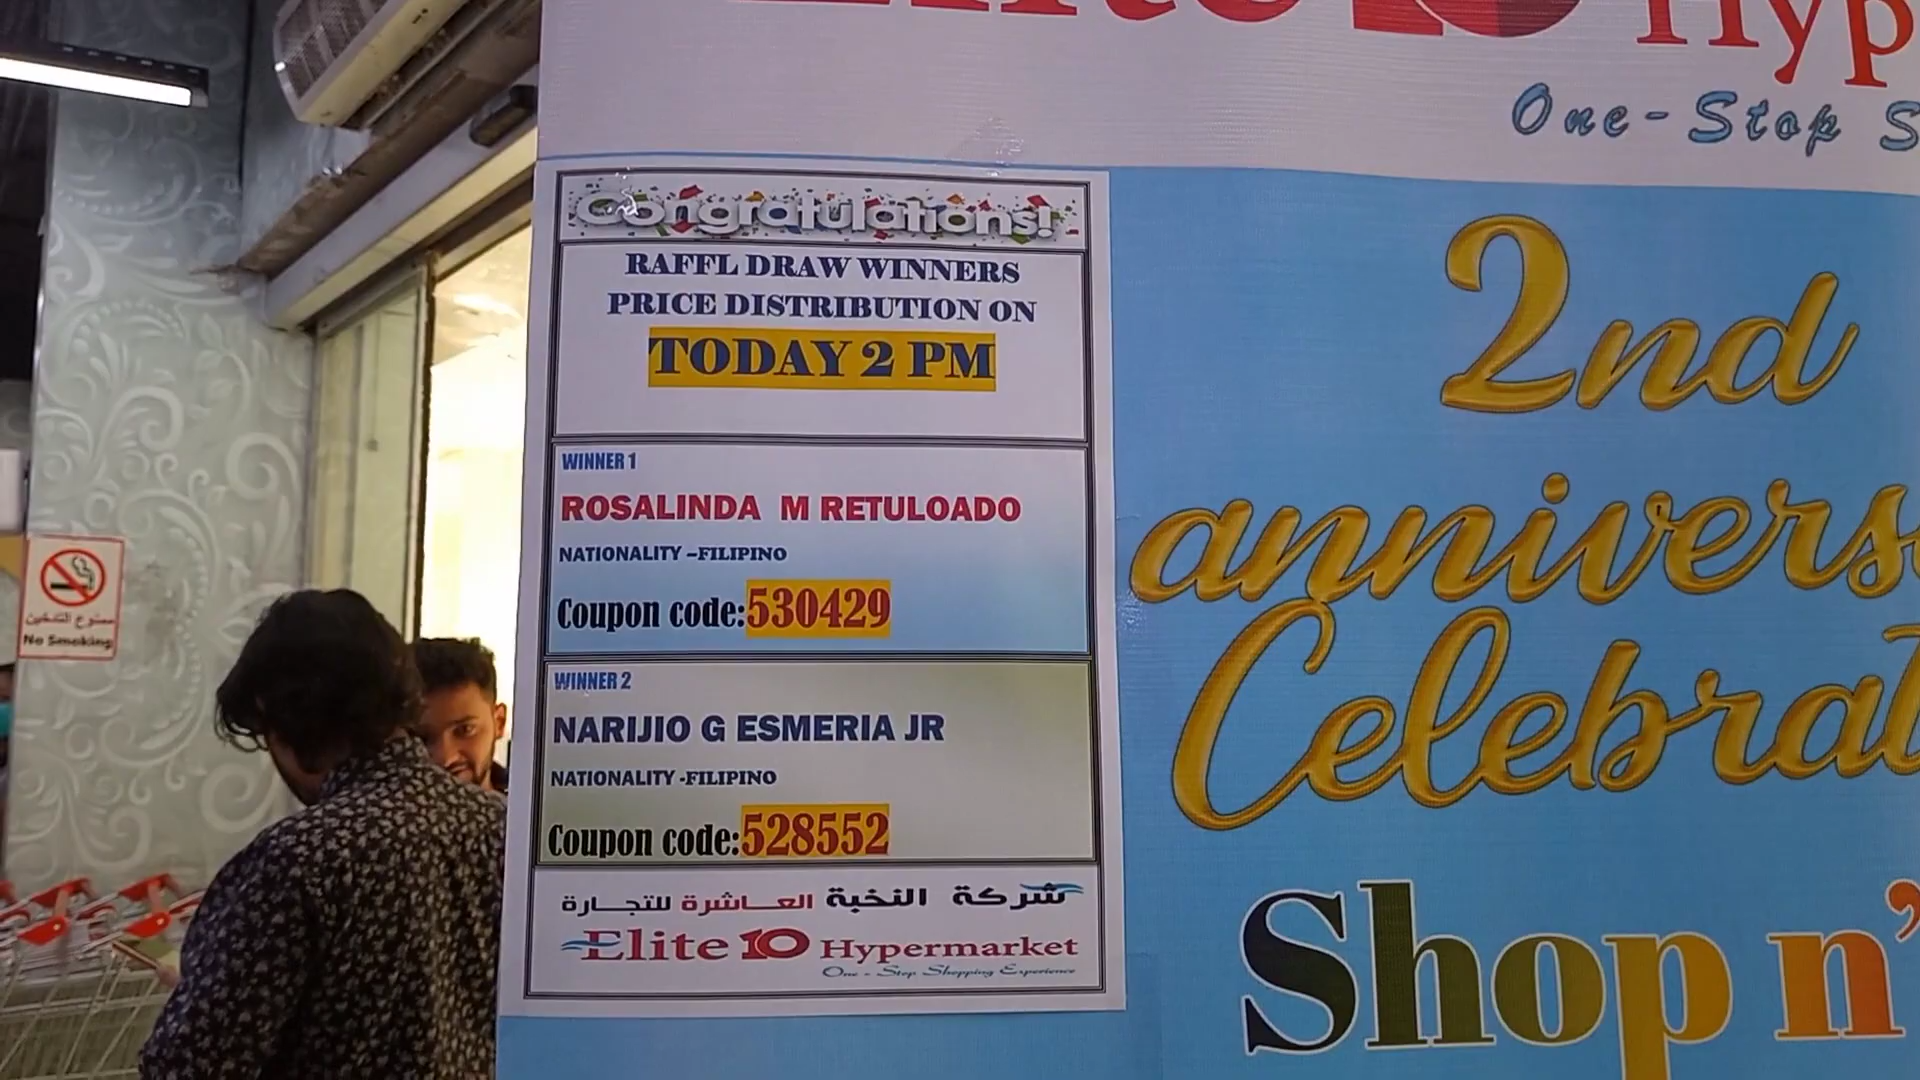 Elite 10 Hyp
One-Stop S
Congratulations!
RAFFL DRAW WINNERS
PRICE DISTRIBUTION ON
TODAY 2 PM
WINNER 1
ROSALINDA M RETULOADO
NATIONALITY –FILIPINO
Coupon code:530429
WINNER 2
NARIJIO G ESMERIA JR
NATIONALITY -FILIPINO
Coupon code:528552
شركة النخبة العاشرة للتجارة
Elite 10 Hypermarket
One - Stop Shopping Experience
2nd
annivers
Celebrat
Shop n'
ممنوع التدخين
No Smoking